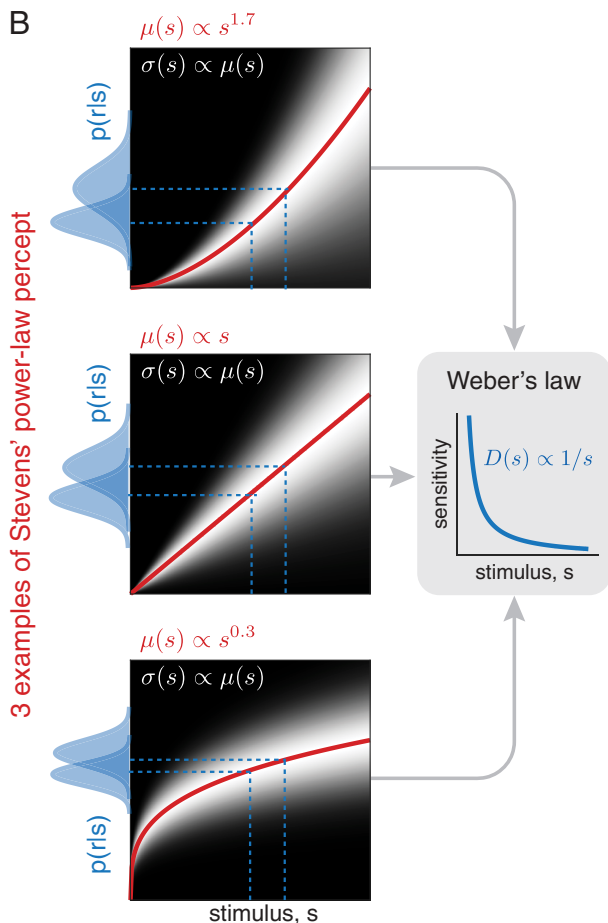 B
3 examples of Stevens' power-law percept
μ(s) ∝ s^1.7
σ(s) ∝ μ(s)
p(r|s)
μ(s) ∝ s
σ(s) ∝ μ(s)
p(r|s)
μ(s) ∝ s^0.3
σ(s) ∝ μ(s)
p(r|s)
stimulus, s
Weber's law
sensitivity
D(s) ∝ 1/s
stimulus, s